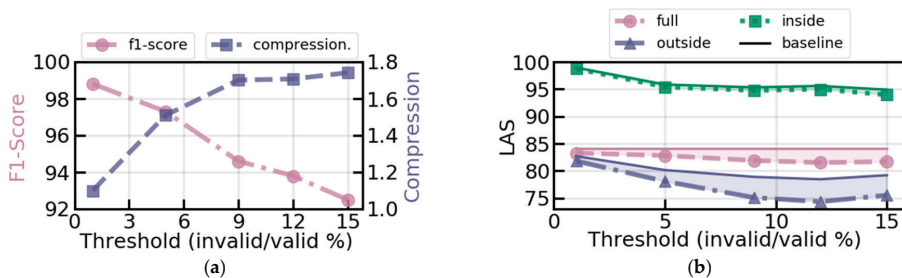 f1-score
compression.
100
98
96
94
92
F1-Score
1.8
1.6
1.4
1.2
1.0
Compression
0
3
6
9
12
15
Threshold (invalid/valid %)
(a)
full
inside
outside
baseline
100
95
90
85
80
75
LAS
0
5
10
15
Threshold (invalid/valid %)
(b)